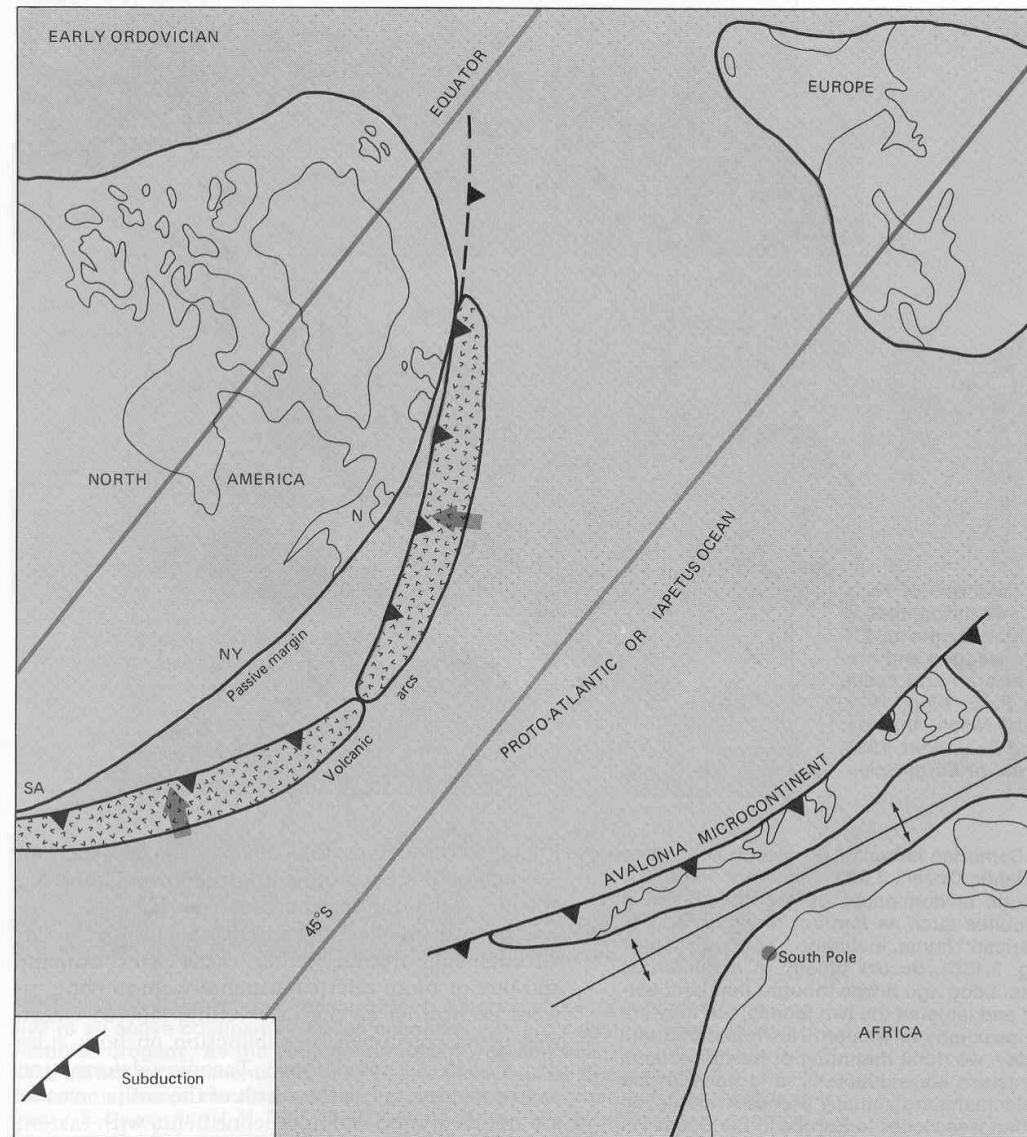 EARLY ORDOVICIAN
EQUATOR
EUROPE
NORTH AMERICA
N
NY
Passive margin
SA
Volcanic
arcs
PROTO-ATLANTIC OR IAPETUS OCEAN
AVALONIA MICROCONTINENT
45°S
South Pole
AFRICA
Subduction